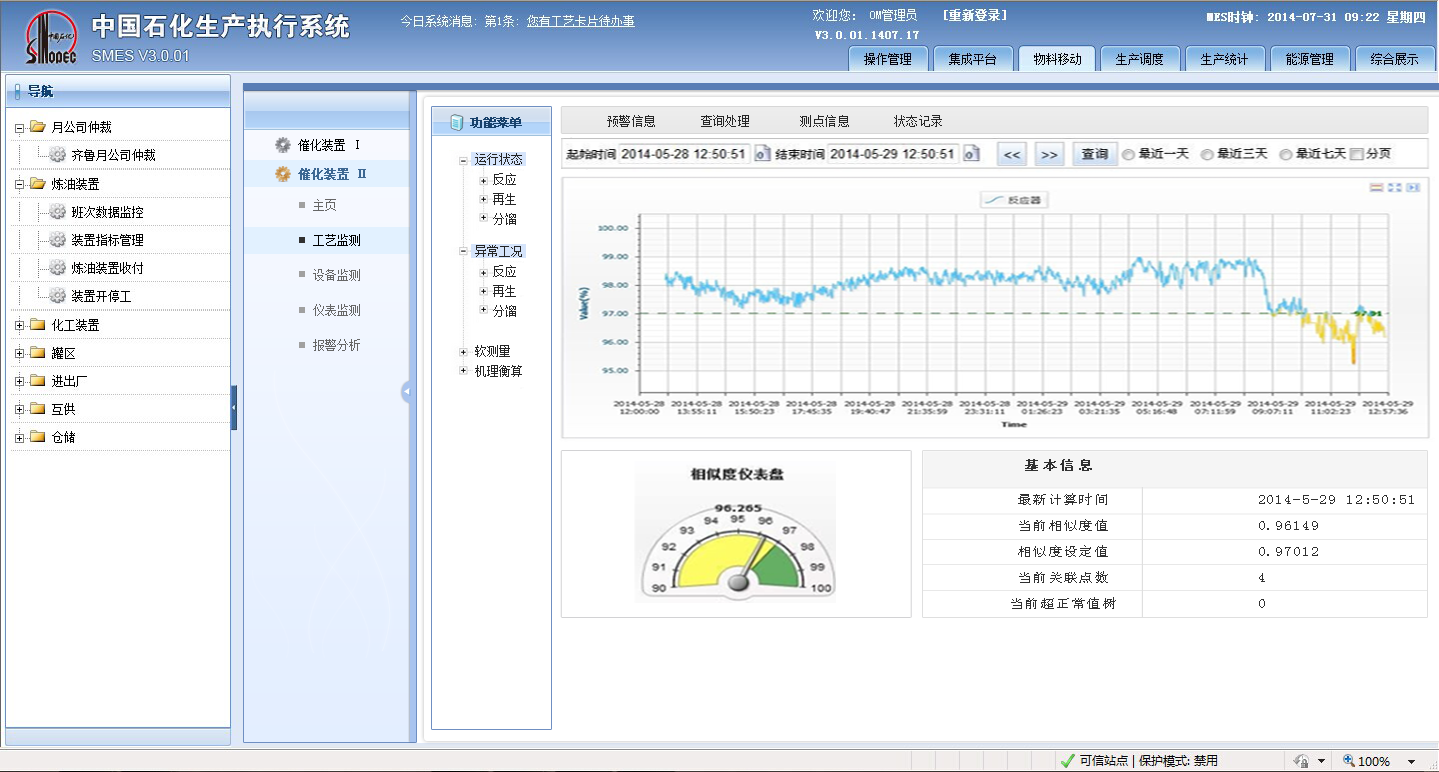 中国石化生产执行系统
SMES V3.0.01
中国石化
SINOPEC
今日系统消息: 第1条: 您有工艺卡片待办事
欢迎您: OM管理员 [重新登录]
V3.0.01.1407.17
MES时钟: 2014-07-31 09:22 星期四
操作管理 集成平台 物料移动 生产调度 生产统计 能源管理 综合展示
导航
月公司仲裁
齐鲁月公司仲裁
炼油装置
班次数据监控
装置指标管理
炼油装置收付
装置开停工
化工装置
罐区
进出厂
互供
仓储
催化装置 I
催化装置 II
主页
工艺监测
设备监测
仪表监测
报警分析
功能菜单
运行状态
反应
再生
分馏
异常工况
反应
再生
分馏
软测量
机理衡算
预警信息 查询处理 测点信息 状态记录
起始时间 2014-05-28 12:50:51 结束时间 2014-05-29 12:50:51 << >> 查询 最近一天 最近三天 最近七天 分页
反应器
100.00
99.00
98.00
97.00
96.00
95.00
Value(%)
97.01
2014-05-28 2014-05-28 2014-05-28 2014-05-28 2014-05-28 2014-05-28 2014-05-28 2014-05-29 2014-05-29 2014-05-29 2014-05-29 2014-05-29 2014-05-29 2014-05-29
12:00:00 13:55:11 15:50:23 17:45:35 19:40:47 21:35:59 23:31:11 01:26:23 03:21:35 05:16:48 07:11:59 09:07:11 11:02:23 12:57:36
Time
相似度仪表盘
96.265
90 91 92 93 94 95 96 97 98 99 100
基本信息
最新计算时间 2014-5-29 12:50:51
当前相似度值 0.96149
相似度设定值 0.97012
当前关联点数 4
当前超正常值树 0
可信站点 | 保护模式: 禁用
100%